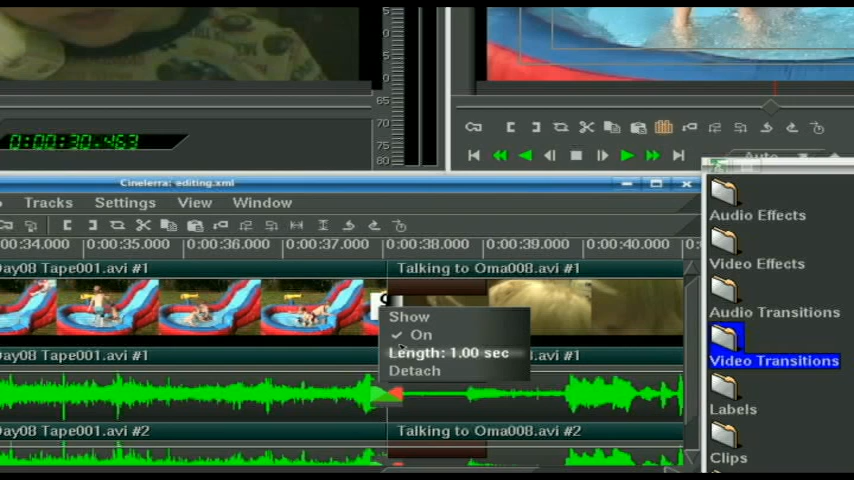 65
70
75
80
0:00:30.463
Auto
Cinelerra: editing.xml
Tracks Settings View Window
00:34.000 0:00:35.000 0:00:36.000 0:00:37.000 0:00:38.000 0:00:39.000 0:00:40.000 0:0
Day08 Tape001.avi #1 Talking to Oma008.avi #1
Show
On
Length: 1.00 sec
Detach
Day08 Tape001.avi #1 .avi #1
Day08 Tape001.avi #2 Talking to Oma008.avi #2
Audio Effects
Video Effects
Audio Transitions
Video Transitions
Labels
Clips